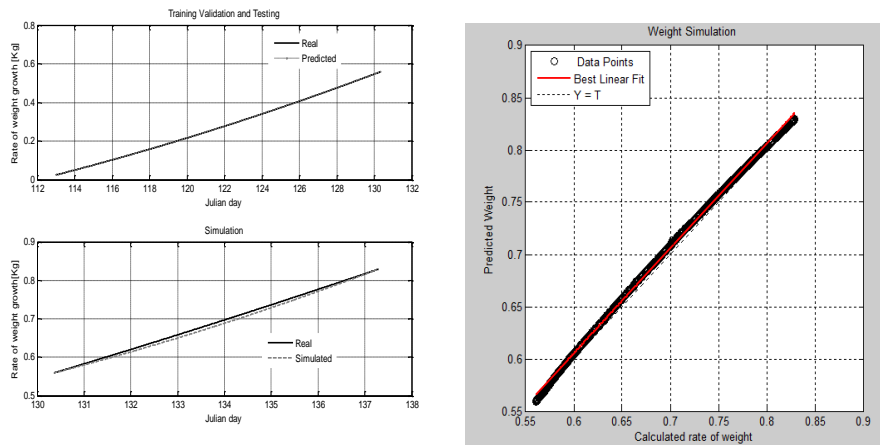 Training Validation and Testing
Rate of weight growth [Kg]
0.8
0.6
0.4
0.2
0
Real
Predicted
112 114 116 118 120 122 124 126 128 130 132
Julian day
Simulation
Rate of weight growth[Kg]
0.9
0.8
0.7
0.6
0.5
Real
Simulated
130 131 132 133 134 135 136 137 138
Julian day
Weight Simulation
Predicted Weight
0.9
0.85
0.8
0.75
0.7
0.65
0.6
0.55
Data Points
Best Linear Fit
Y = T
0.55 0.6 0.65 0.7 0.75 0.8 0.85 0.9
Calculated rate of weight